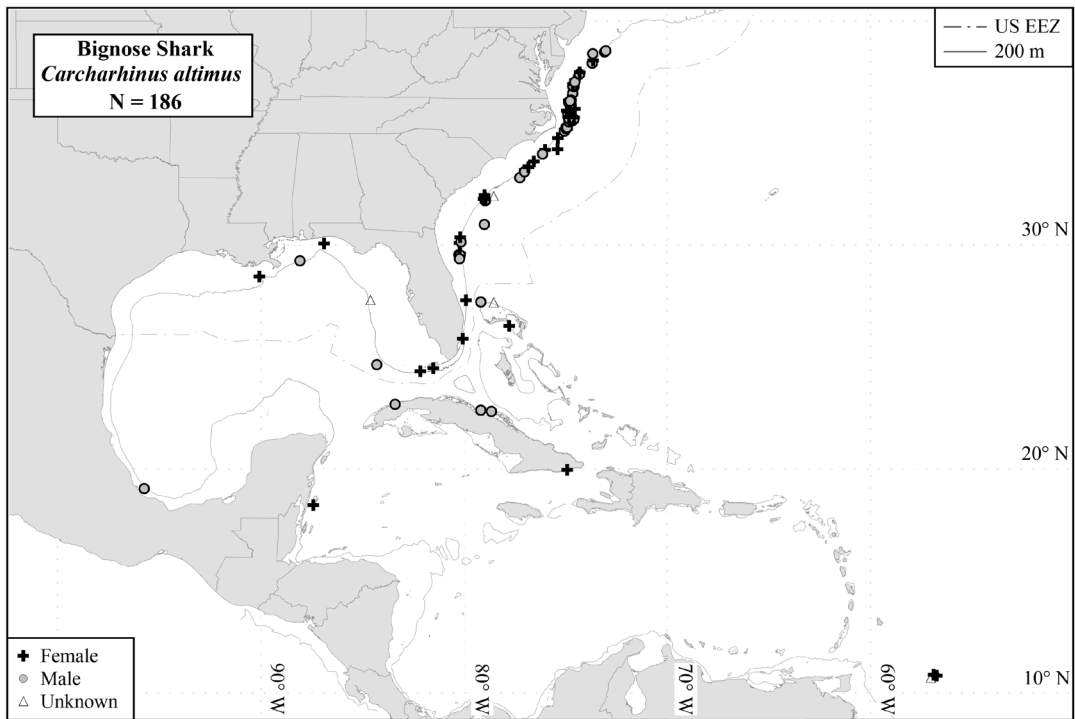 Bignose Shark
Carcharhinus altimus
N = 186
US EEZ
200 m
30° N
20° N
10° N
90° W
80° W
70° W
60° W
Female
Male
Unknown